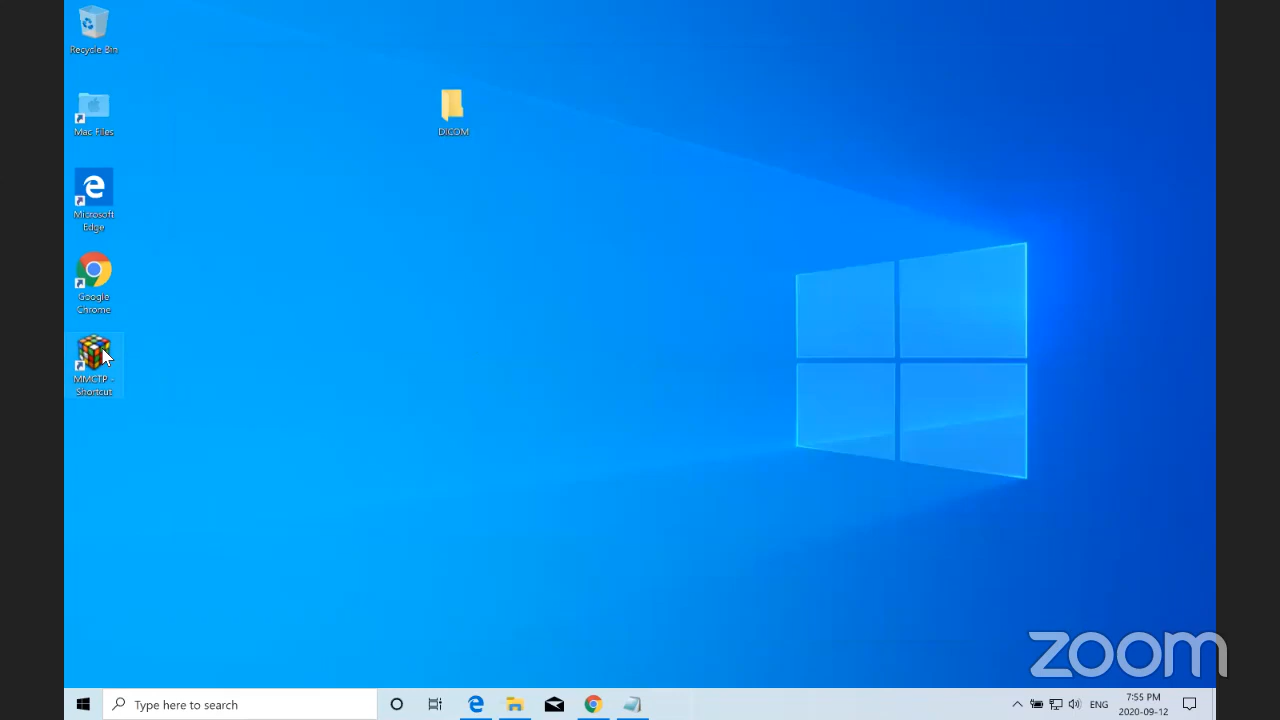 Recycle Bin
Mac Files
DICOM
Microsoft
Edge
Google
Chrome
MMCTP -
Shortcut
zoom
Type here to search
ENG
7:55 PM
2020-09-12